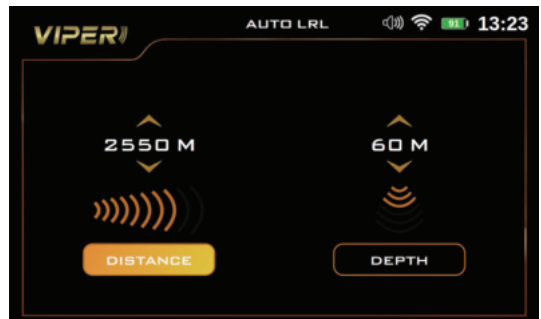 VIPER
AUTO LRL
91
13:23
2550 M
60 M
DISTANCE
DEPTH